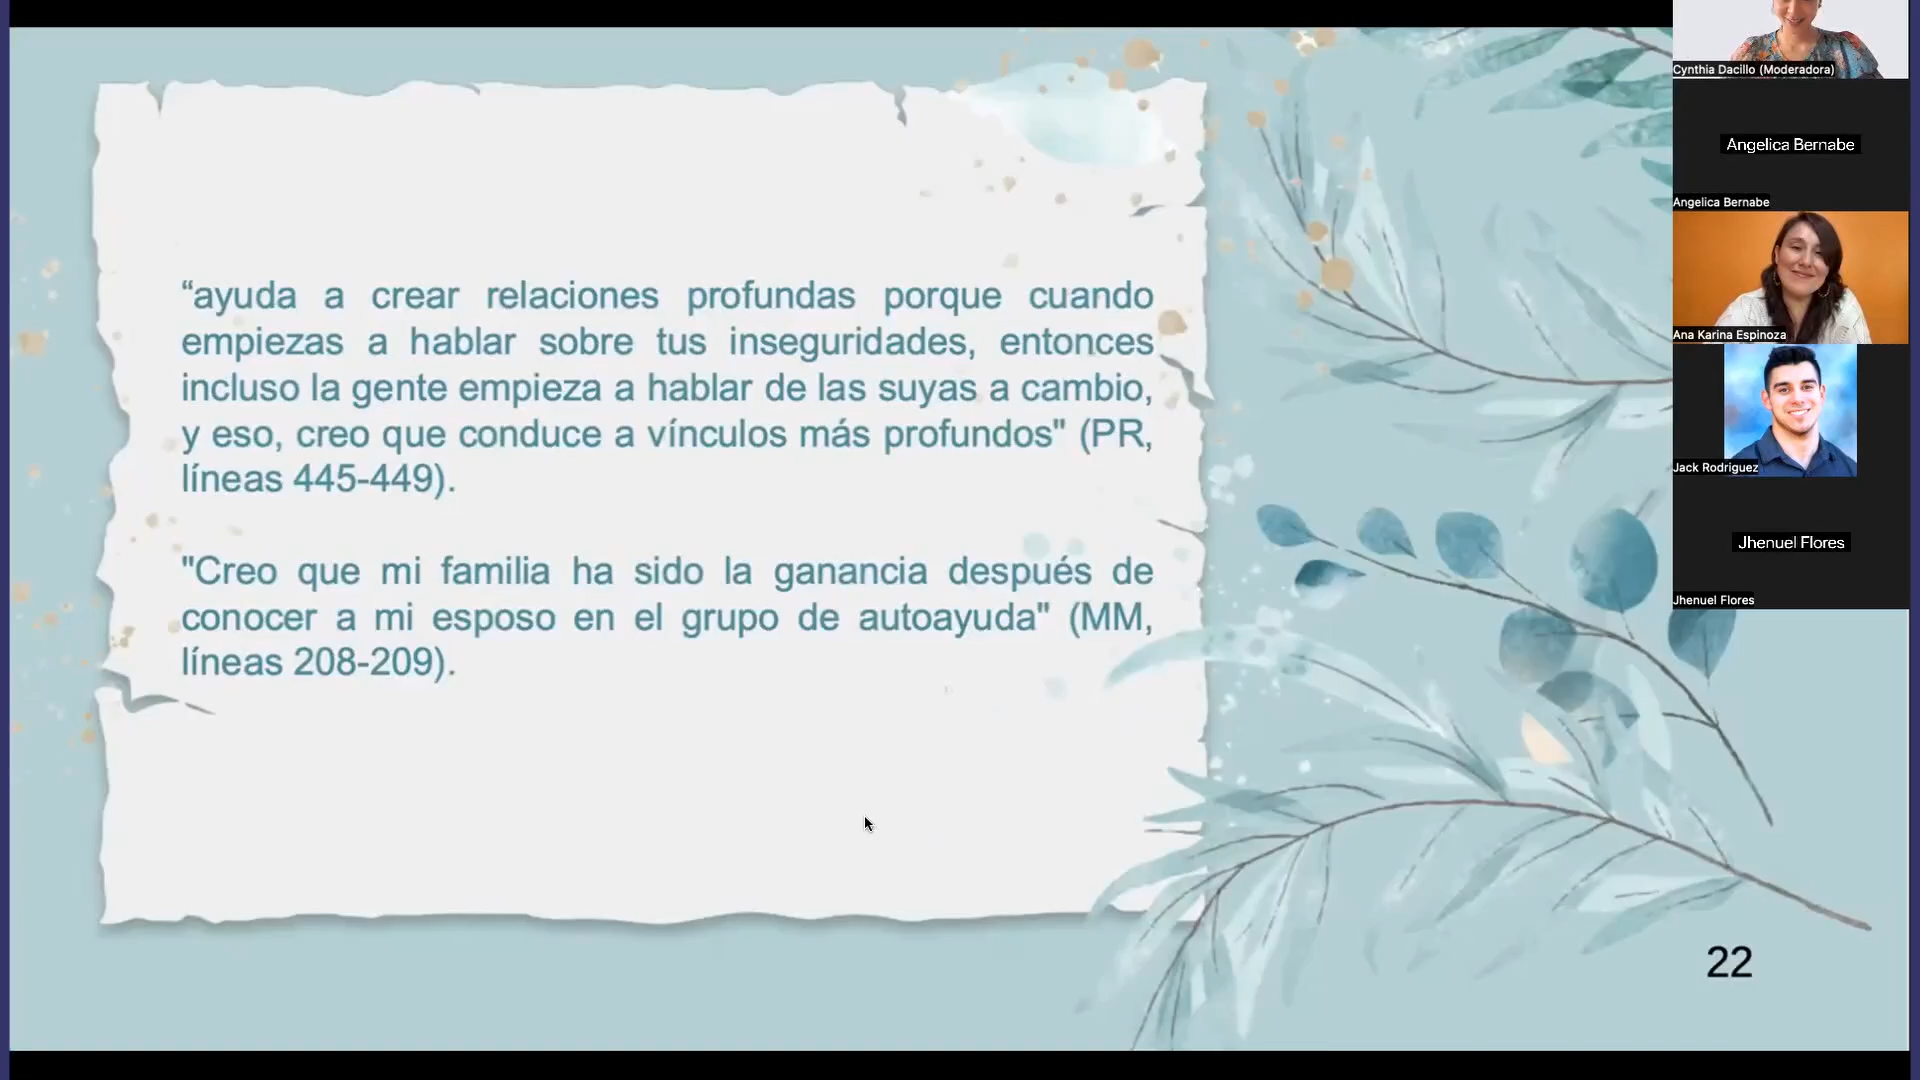 “ayuda a crear relaciones profundas porque cuando
empiezas a hablar sobre tus inseguridades, entonces
incluso la gente empieza a hablar de las suyas a cambio,
y eso, creo que conduce a vínculos más profundos" (PR,
líneas 445-449).
"Creo que mi familia ha sido la ganancia después de
conocer a mi esposo en el grupo de autoayuda" (MM,
líneas 208-209).
22
Cynthia Dacillo (Moderadora)
Angelica Bernabe
Angelica Bernabe
Ana Karina Espinoza
Jack Rodriguez
Jhenuel Flores
Jhenuel Flores